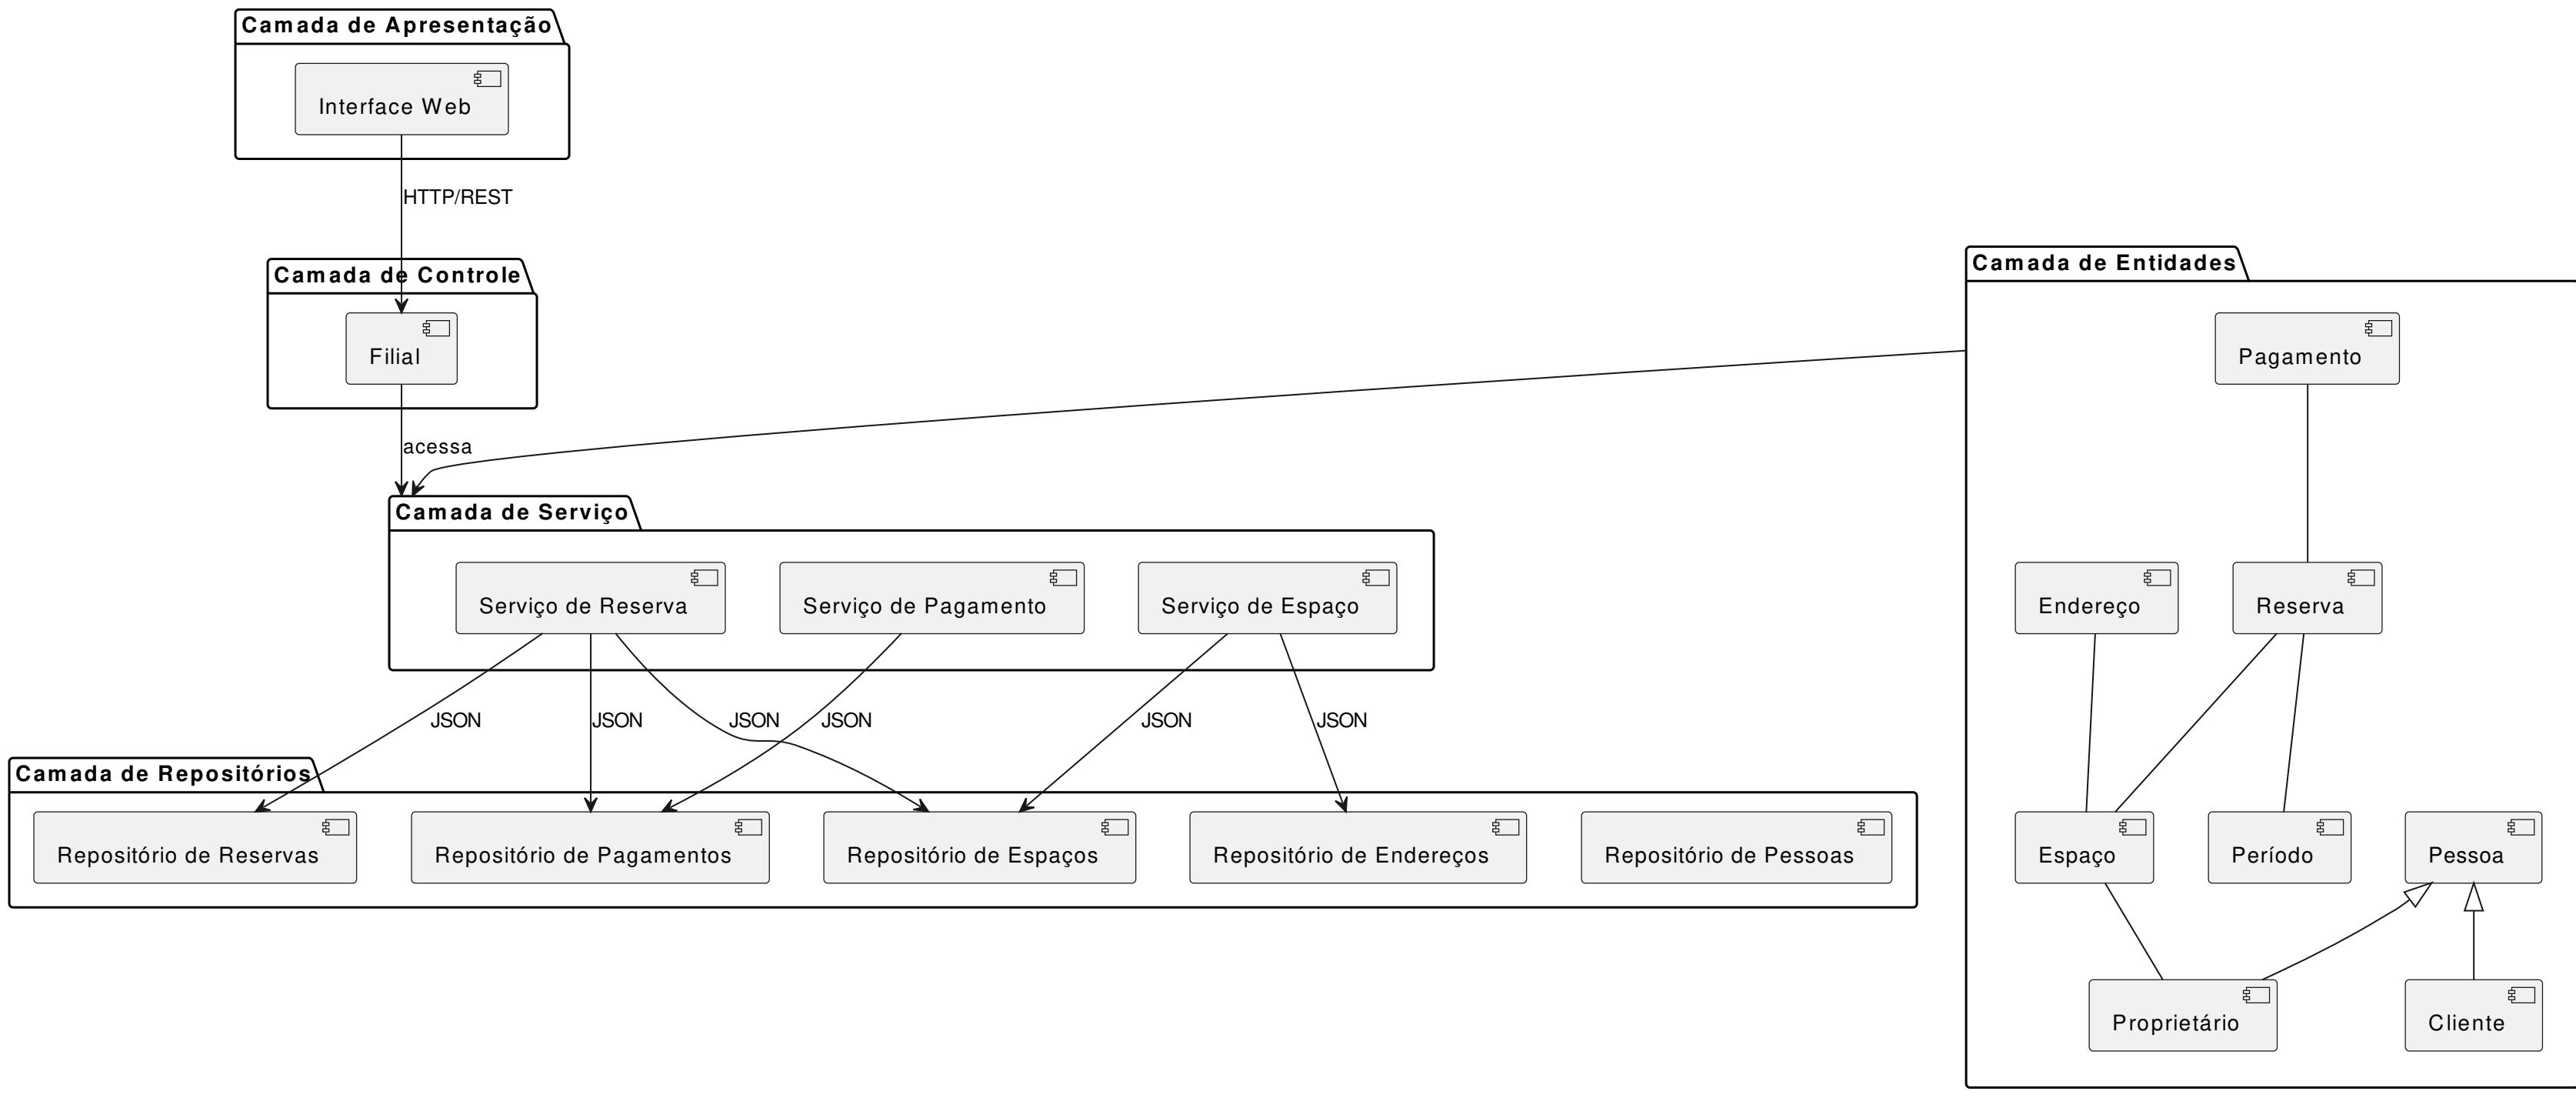 Camada de Apresentação
Interface Web
HTTP/REST
Camada de Controle
Filial
acessa
Camada de Serviço
Serviço de Reserva
Serviço de Pagamento
Serviço de Espaço
JSON
JSON
JSON
JSON
JSON
JSON
Camada de Repositórios
Repositório de Reservas
Repositório de Pagamentos
Repositório de Espaços
Repositório de Endereços
Repositório de Pessoas
Camada de Entidades
Pagamento
Endereço
Reserva
Espaço
Período
Pessoa
Proprietário
Cliente